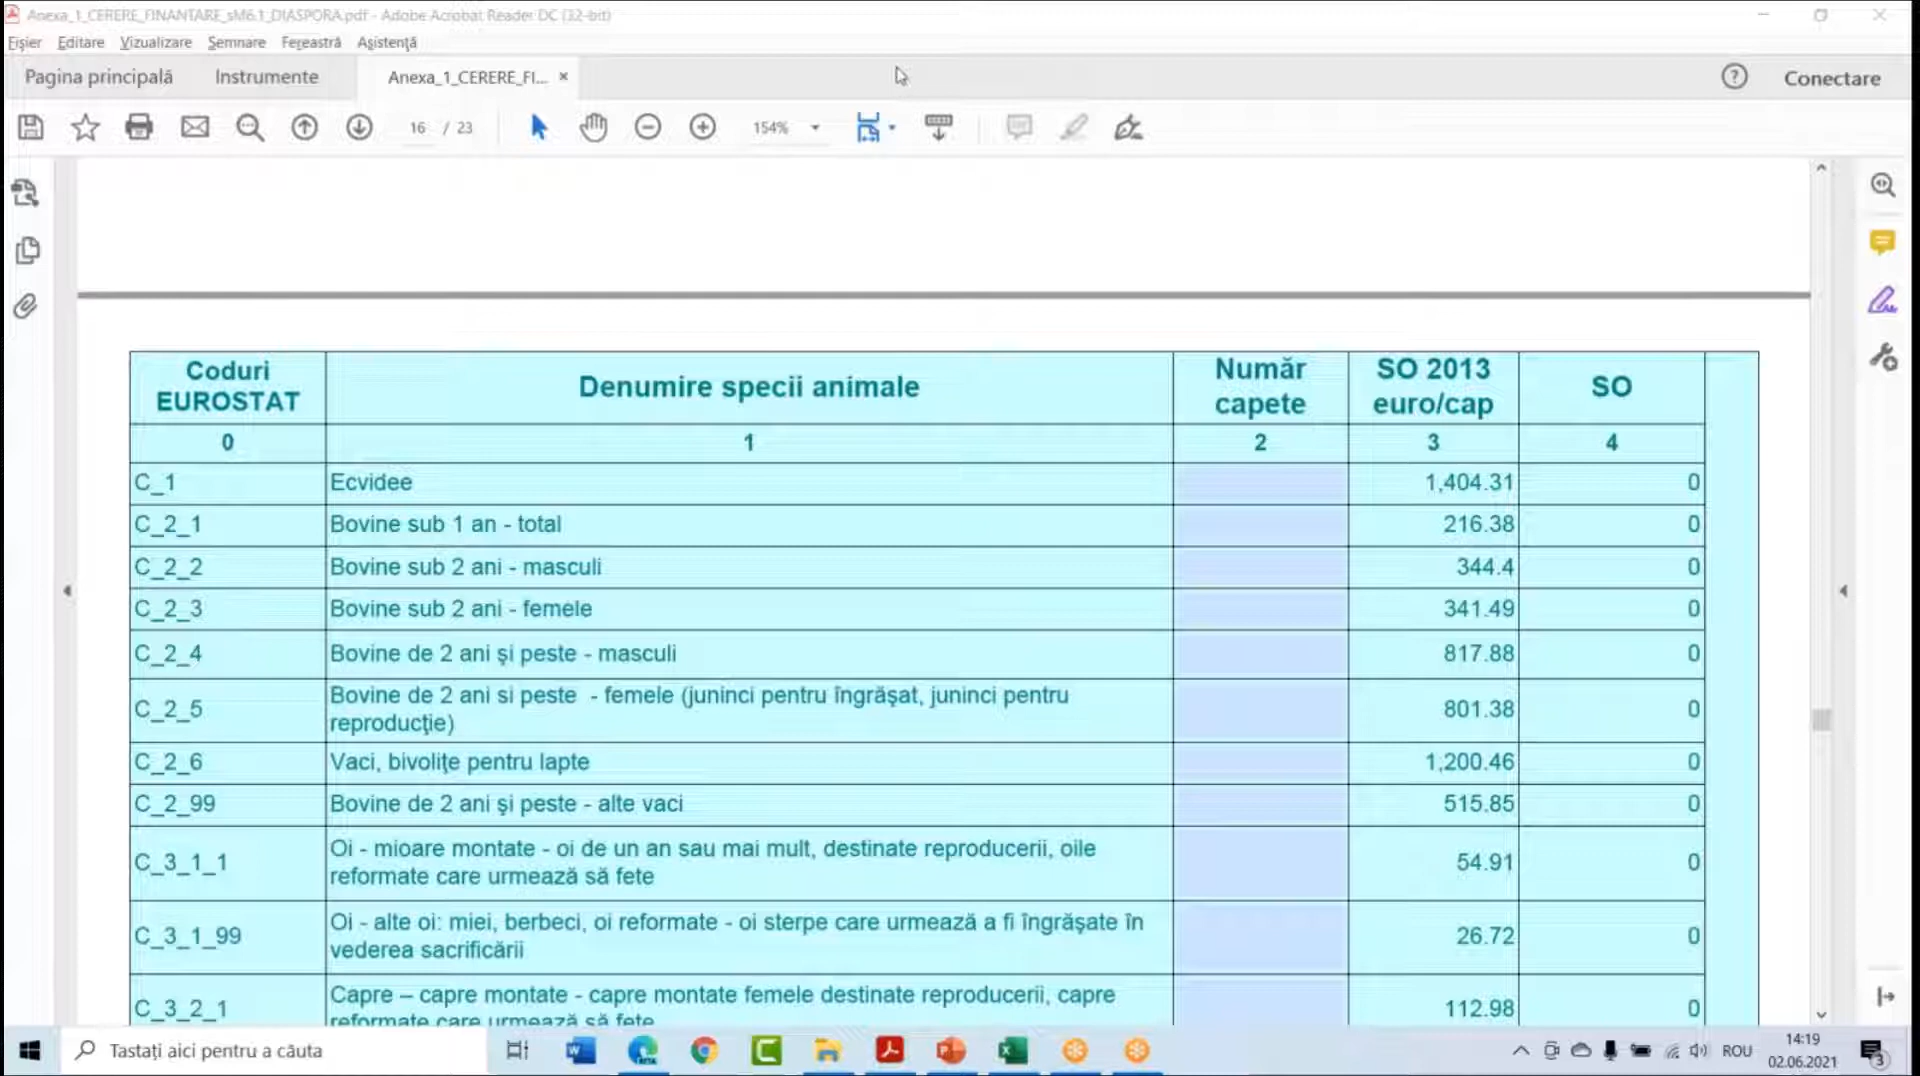 Anexa_1_CERERE_FINANTARE_sM6.1_DIASPORA.pdf - Adobe Acrobat Reader DC (32-bit)
Fișier Editare Vizualizare Semnare Fereastră Asistență
Pagina principală Instrumente Anexa_1_CERERE_FI... × Conectare
16 / 23 154%
Coduri EUROSTAT Denumire specii animale Număr capete SO 2013 euro/cap SO
0 1 2 3 4
C_1 Ecvidee 1,404.31 0
C_2_1 Bovine sub 1 an - total 216.38 0
C_2_2 Bovine sub 2 ani - masculi 344.4 0
C_2_3 Bovine sub 2 ani - femele 341.49 0
C_2_4 Bovine de 2 ani şi peste - masculi 817.88 0
C_2_5 Bovine de 2 ani si peste - femele (juninci pentru îngrăşat, juninci pentru
reproducţie) 801.38 0
C_2_6 Vaci, bivoliţe pentru lapte 1,200.46 0
C_2_99 Bovine de 2 ani şi peste - alte vaci 515.85 0
C_3_1_1 Oi - mioare montate - oi de un an sau mai mult, destinate reproducerii, oile
reformate care urmează să fete 54.91 0
C_3_1_99 Oi - alte oi: miei, berbeci, oi reformate - oi sterpe care urmează a fi îngrăşate în
vederea sacrificării 26.72 0
C_3_2_1 Capre – capre montate - capre montate femele destinate reproducerii, capre
reformate care urmează să fete 112.98 0
Tastați aici pentru a căuta
ROU 14:19
02.06.2021
3